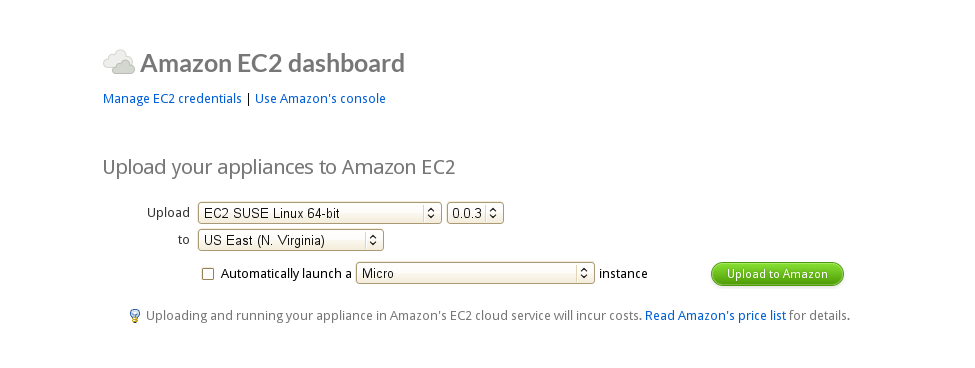 Amazon EC2 dashboard
Manage EC2 credentials | Use Amazon's console
Upload your appliances to Amazon EC2
Upload EC2 SUSE Linux 64-bit 0.0.3
to US East (N. Virginia)
Automatically launch a Micro instance Upload to Amazon
Uploading and running your appliance in Amazon's EC2 cloud service will incur costs. Read Amazon's price list for details.